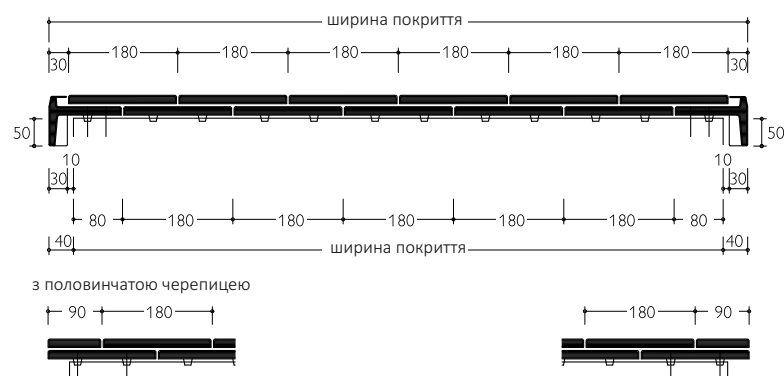 ширина покриття
30 180 180 180 180 180 180 30
50 50
10 10
30 30
80 180 180 180 180 180 80
40 ширина покриття 40
з половинчатою черепицею
90 180 180 90